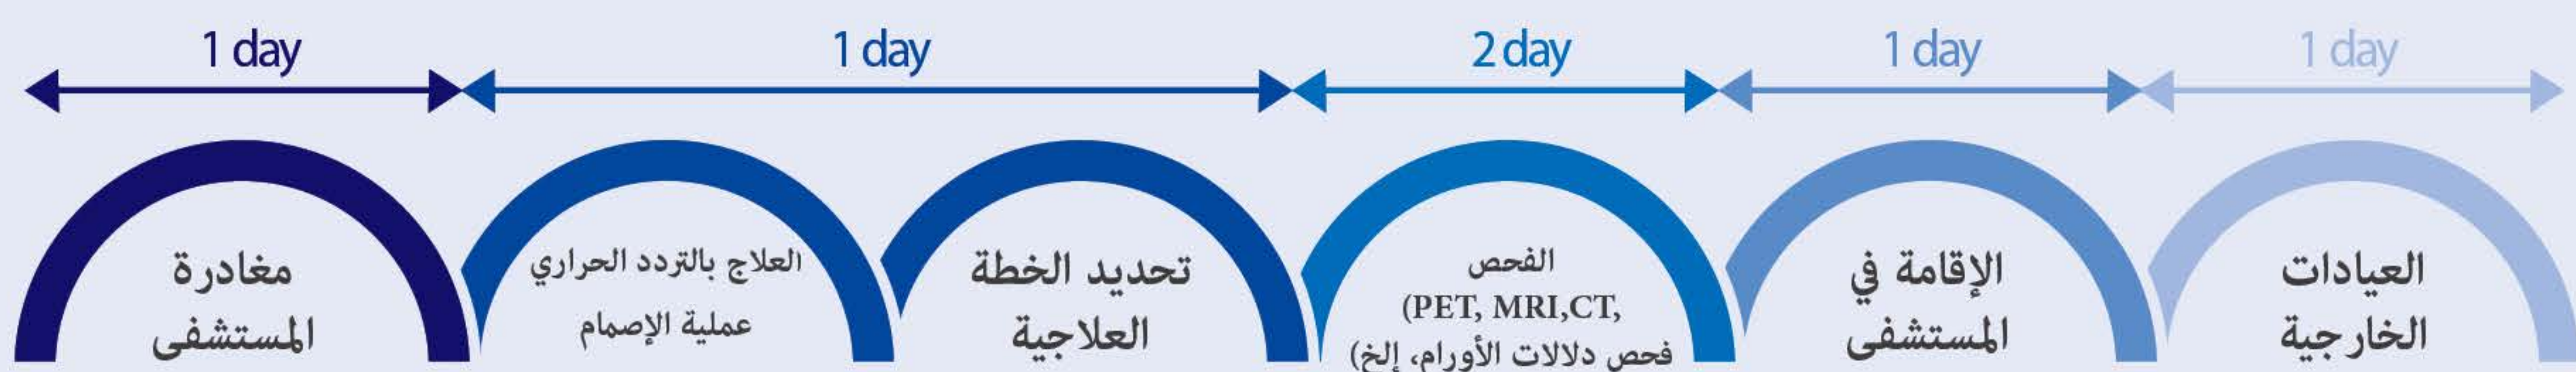 1 day
1 day
2 day
1 day
1 day
العيادات
الخارجية
الإقامة في
المستشفى
الفحص
(PET, MRI,CT,
فحص دلالات الأورام، إلخ)
تحديد الخطة
العلاجية
العلاج بالتردد الحراري
عملية الإصمام
مغادرة
المستشفى